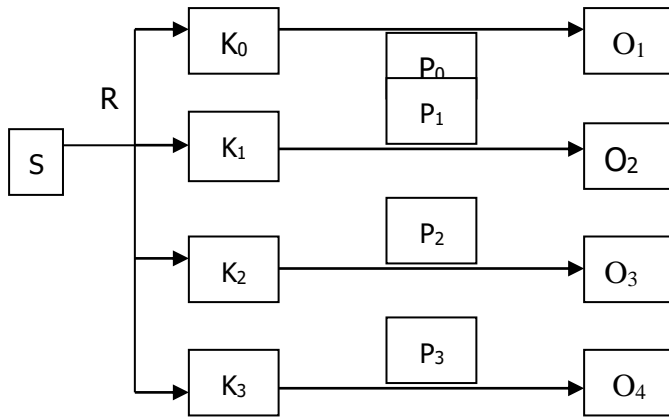 K₀ O₁
P₀
R
P₁
S K₁ O₂
P₂
K₂ O₃
P₃
K₃ O₄